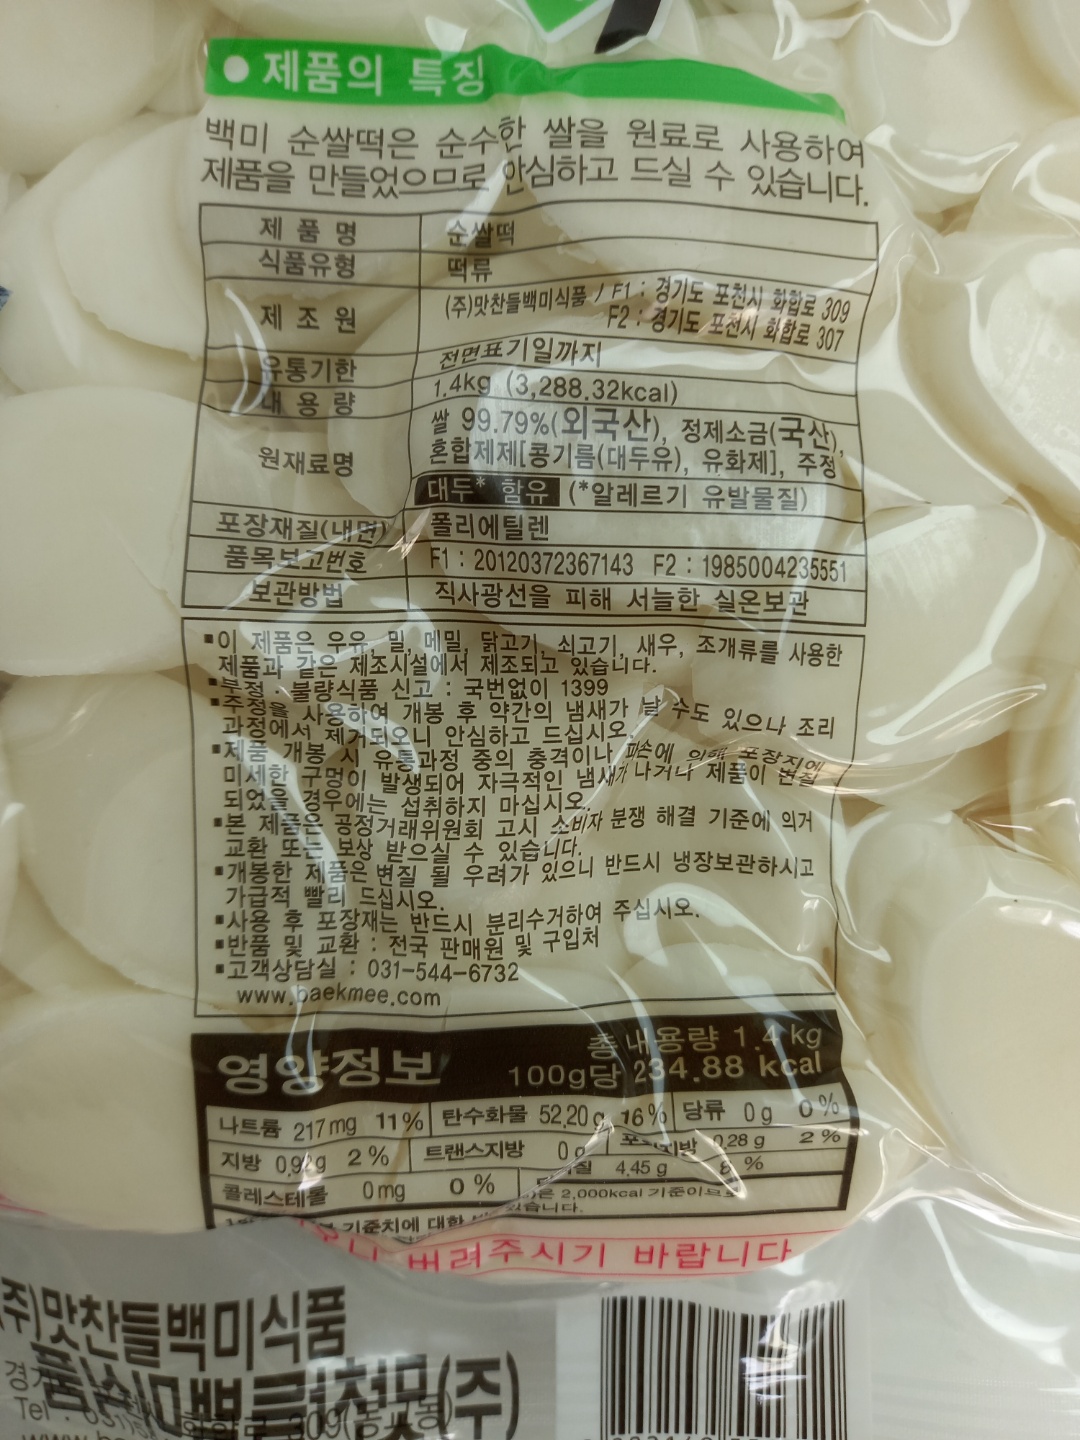 ● 제품의 특징
백미 순쌀떡은 순수한 쌀을 원료로 사용하여
제품을 만들었으므로 안심하고 드실 수 있습니다.
제 품 명 순쌀떡
식품유형 떡류
제 조 원 (주)맛찬들백미식품 / F1 : 경기도 포천시 화합로 309
F2 : 경기도 포천시 화합로 307
유통기한 전면표기일까지
내 용 량 1.4kg (3,288.32kcal)
원재료명 쌀 99.79%(외국산), 정제소금(국산),
혼합제제[콩기름(대두유), 유화제], 주정
대두* 함유 (*알레르기 유발물질)
포장재질(내면) 폴리에틸렌
품목보고번호 F1 : 20120372367143 F2 : 1985004235551
보관방법 직사광선을 피해 서늘한 실온보관
▪이 제품은 우유, 밀, 메밀, 닭고기, 쇠고기, 새우, 조개류를 사용한
제품과 같은 제조시설에서 제조되고 있습니다.
▪부정 · 불량식품 신고 : 국번없이 1399
▪주정을 사용하여 개봉 후 약간의 냄새가 날 수도 있으나 조리
과정에서 제거되오니 안심하고 드십시오.
▪제품 개봉 시 유통과정 중의 충격이나 파손에 의해 포장지에
미세한 구멍이 발생되어 자극적인 냄새가 나거나 제품이 변질
되었을 경우에는 섭취하지 마십시오.
▪본 제품은 공정거래위원회 고시 소비자 분쟁 해결 기준에 의거
교환 또는 보상 받으실 수 있습니다.
▪개봉한 제품은 변질 될 우려가 있으니 반드시 냉장보관하시고
가급적 빨리 드십시오.
▪사용 후 포장재는 반드시 분리수거하여 주십시오.
▪반품 및 교환 : 전국 판매원 및 구입처
▪고객상담실 : 031-544-6732
www.baekmee.com
영양정보 총 내용량 1.4 kg
100g당 234.88 kcal
나트륨 217mg 11% 탄수화물 52.20g 16% 당류 0g 0%
지방 0.92g 2% 트랜스지방 0g 포화지방 0.28g 2%
콜레스테롤 0mg 0% 4.45g 8%
기준치에 대한 은 2,000kcal 기준이므로
버려주시기 바랍니다
(주)맛찬들백미식품
(주)
309